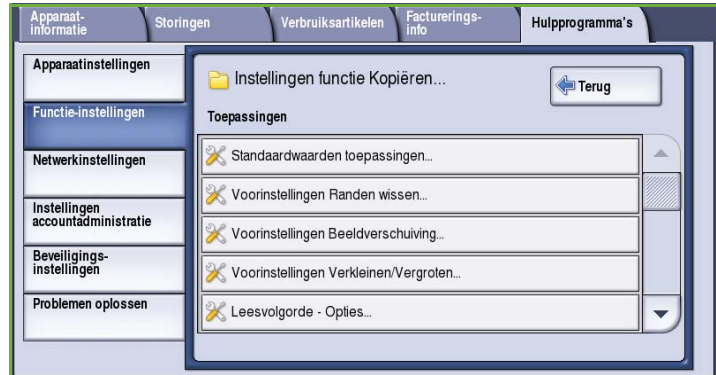 Apparaat-
informatie
Storingen
Verbruiksartikelen
Facturerings-
info
Hulpprogramma's
Apparaatinstellingen
Functie-instellingen
Netwerkinstellingen
Instellingen
accountadministratie
Beveiligings-
instellingen
Problemen oplossen
Instellingen functie Kopiëren...
Terug
Toepassingen
Standaardwaarden toepassingen...
Voorinstellingen Randen wissen...
Voorinstellingen Beeldverschuiving...
Voorinstellingen Verkleinen/Vergroten...
Leesvolgorde - Opties...